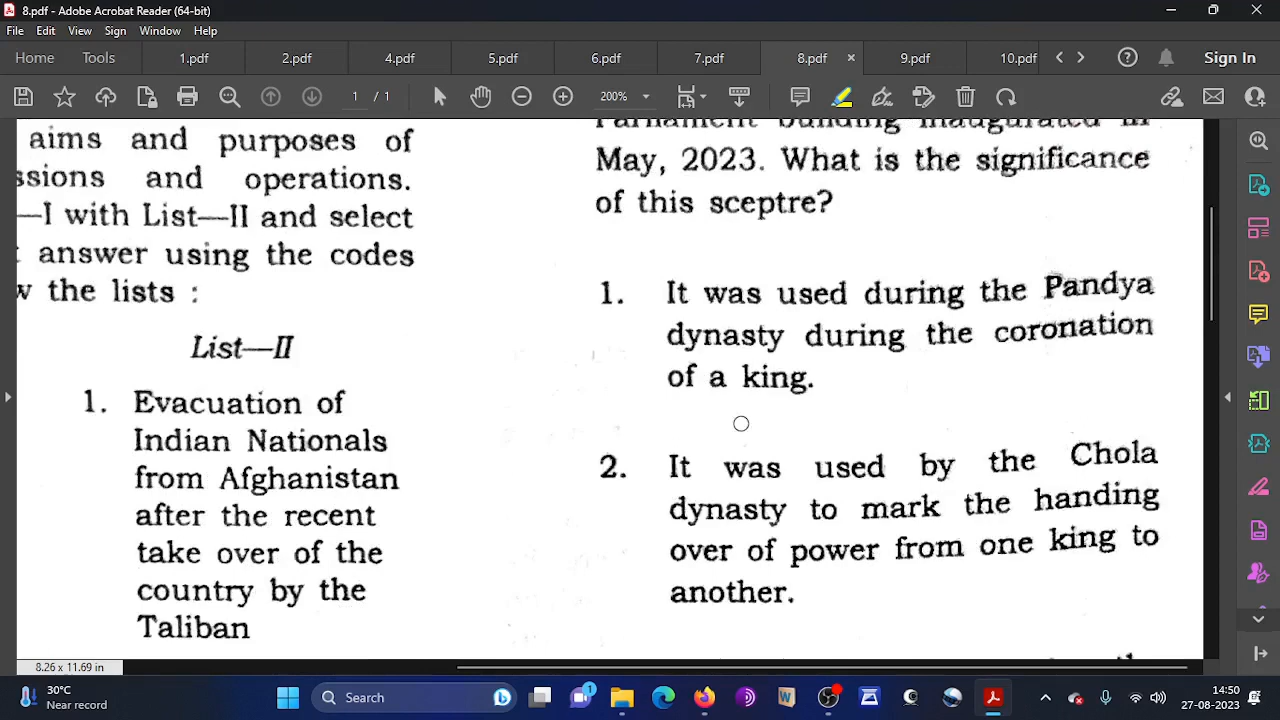 8.pdf - Adobe Acrobat Reader (64-bit)
File Edit View Sign Window Help
Home Tools 1.pdf 2.pdf 4.pdf 5.pdf 6.pdf 7.pdf 8.pdf 9.pdf 10.pdf Sign In
1 / 1 200%
aims and purposes of
ssions and operations.
—I with List—II and select
answer using the codes
w the lists :
List—II
1. Evacuation of
Indian Nationals
from Afghanistan
after the recent
take over of the
country by the
Taliban
Parliament building inaugurated in
May, 2023. What is the significance
of this sceptre?
1. It was used during the Pandya
dynasty during the coronation
of a king.
2. It was used by the Chola
dynasty to mark the handing
over of power from one king to
another.
8.26 x 11.69 in
30°C
Near record
Search
1
14:50
27-08-2023